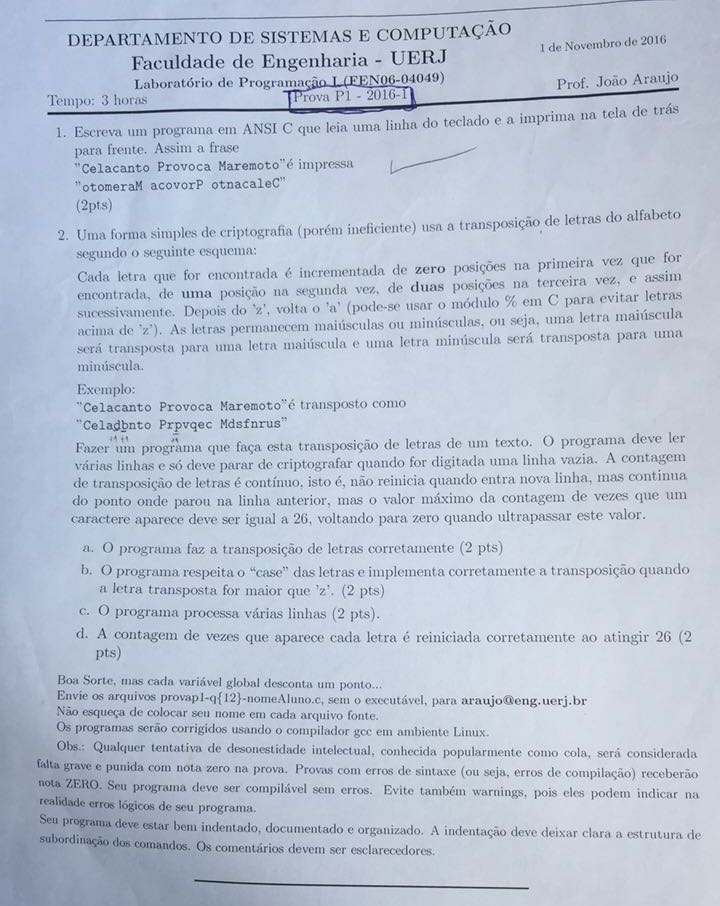 DEPARTAMENTO DE SISTEMAS E COMPUTAÇÃO
Faculdade de Engenharia - UERJ
1 de Novembro de 2016
Laboratório de Programação I (FEN06-04049)
Tempo: 3 horas
Prova P1 - 2016-1
Prof. João Araujo
1. Escreva um programa em ANSI C que leia uma linha do teclado e a imprima na tela de trás
para frente. Assim a frase
"Celacanto Provoca Maremoto"é impressa
"otomeraM acovorP otnacaleC"
(2pts)
2. Uma forma simples de criptografia (porém ineficiente) usa a transposição de letras do alfabeto
segundo o seguinte esquema:
Cada letra que for encontrada é incrementada de zero posições na primeira vez que for
encontrada, de uma posição na segunda vez, de duas posições na terceira vez, e assim
sucessivamente. Depois do 'z', volta o 'a' (pode-se usar o módulo % em C para evitar letras
acima de 'z'). As letras permanecem maiúsculas ou minúsculas, ou seja, uma letra maiúscula
será transposta para uma letra maiúscula e uma letra minúscula será transposta para uma
minúscula.
Exemplo:
"Celacanto Provoca Maremoto"é transposto como
"Celadbnto Prpvqec Mdsfnrus"
+1 +1
Fazer um programa que faça esta transposição de letras de um texto. O programa deve ler
várias linhas e só deve parar de criptografar quando for digitada uma linha vazia. A contagem
de transposição de letras é contínuo, isto é, não reinicia quando entra nova linha, mas continua
do ponto onde parou na linha anterior, mas o valor máximo da contagem de vezes que um
caractere aparece deve ser igual a 26, voltando para zero quando ultrapassar este valor.
a. O programa faz a transposição de letras corretamente (2 pts)
b. O programa respeita o “case” das letras e implementa corretamente a transposição quando
a letra transposta for maior que 'z'. (2 pts)
c. O programa processa várias linhas (2 pts).
d. A contagem de vezes que aparece cada letra é reiniciada corretamente ao atingir 26 (2
pts)
Boa Sorte, mas cada variável global desconta um ponto...
Envie os arquivos provap1-q{12}-nomeAluno.c, sem o executável, para araujo@eng.uerj.br
Não esqueça de colocar seu nome em cada arquivo fonte.
Os programas serão corrigidos usando o compilador gcc em ambiente Linux.
Obs.: Qualquer tentativa de desonestidade intelectual, conhecida popularmente como cola, será considerada
falta grave e punida com nota zero na prova. Provas com erros de sintaxe (ou seja, erros de compilação) receberão
nota ZERO. Seu programa deve ser compilável sem erros. Evite também warnings, pois eles podem indicar na
realidade erros lógicos de seu programa.
Seu programa deve estar bem indentado, documentado e organizado. A indentação deve deixar clara a estrutura de
subordinação dos comandos. Os comentários devem ser esclarecedores.